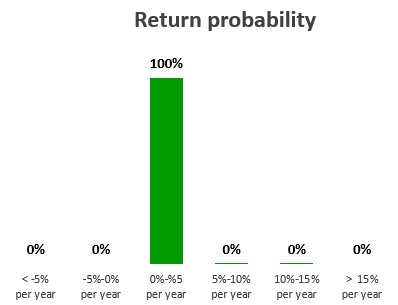 Return probability
100%
0% 0% 0% 0% 0%
< -5% -5%-0% 0%-%5 5%-10% 10%-15% > 15%
per year per year per year per year per year per year